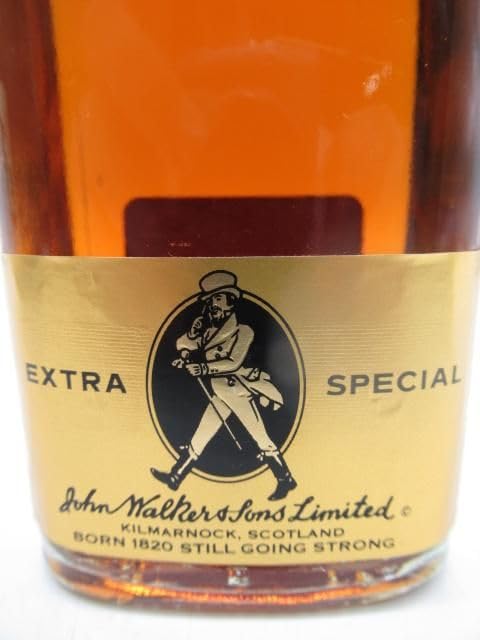 EXTRA SPECIAL
John Walker & Sons Limited ©
KILMARNOCK, SCOTLAND
BORN 1820 STILL GOING STRONG